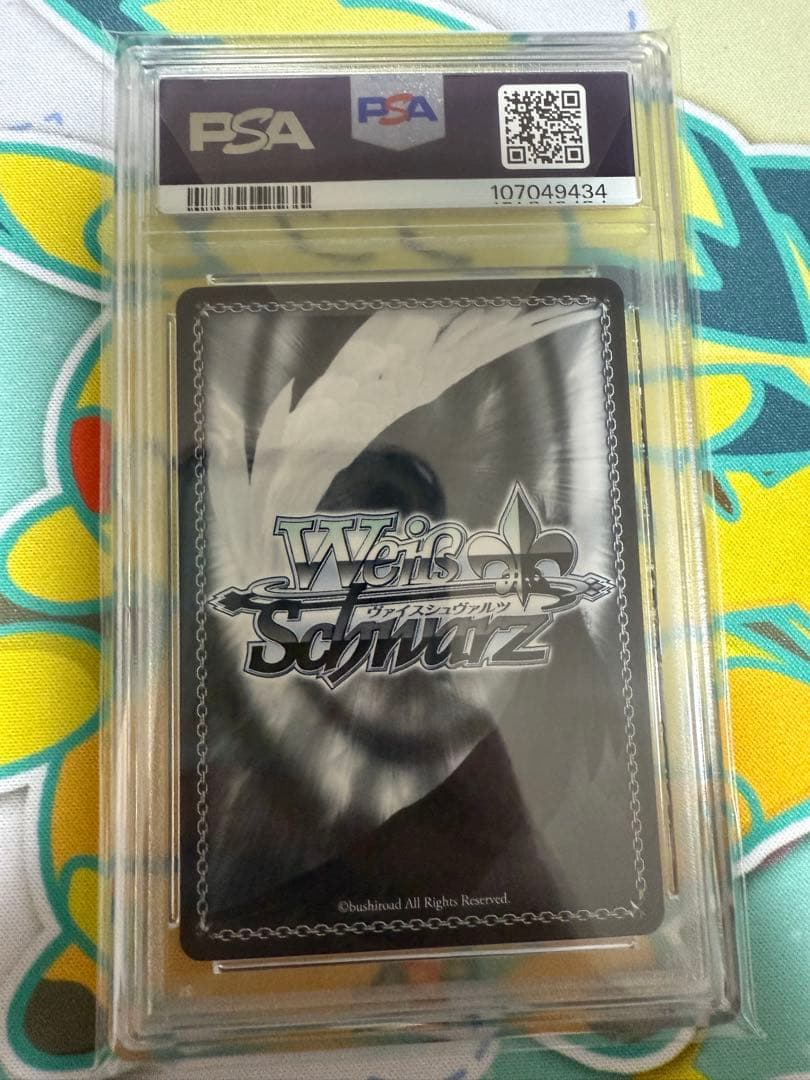 PSA PSA
107049434
Weiß
ヴァイスシュヴァルツ
Schwarz
©bushiroad All Rights Reserved.